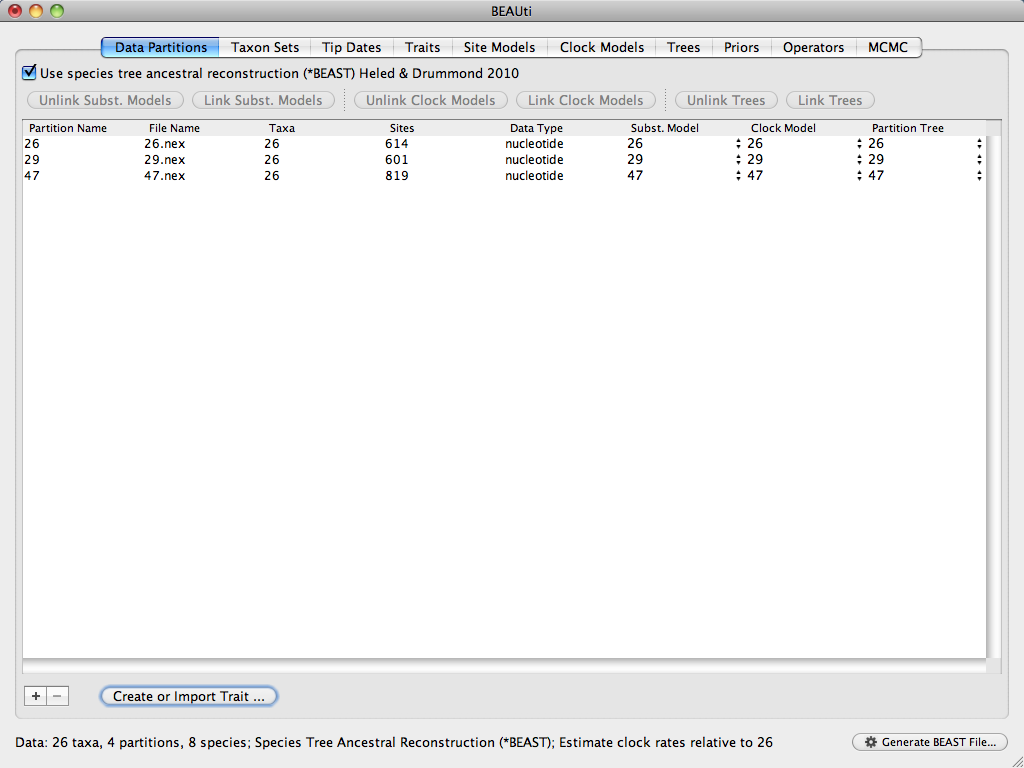 BEAUti
Data Partitions Taxon Sets Tip Dates Traits Site Models Clock Models Trees Priors Operators MCMC
Use species tree ancestral reconstruction (*BEAST) Heled & Drummond 2010
Unlink Subst. Models Link Subst. Models Unlink Clock Models Link Clock Models Unlink Trees Link Trees
Partition Name File Name Taxa Sites Data Type Subst. Model Clock Model Partition Tree
26 26.nex 26 614 nucleotide 26 26 26
29 29.nex 26 601 nucleotide 29 29 29
47 47.nex 26 819 nucleotide 47 47 47
+ − Create or Import Trait ...
Data: 26 taxa, 4 partitions, 8 species; Species Tree Ancestral Reconstruction (*BEAST); Estimate clock rates relative to 26 Generate BEAST File...